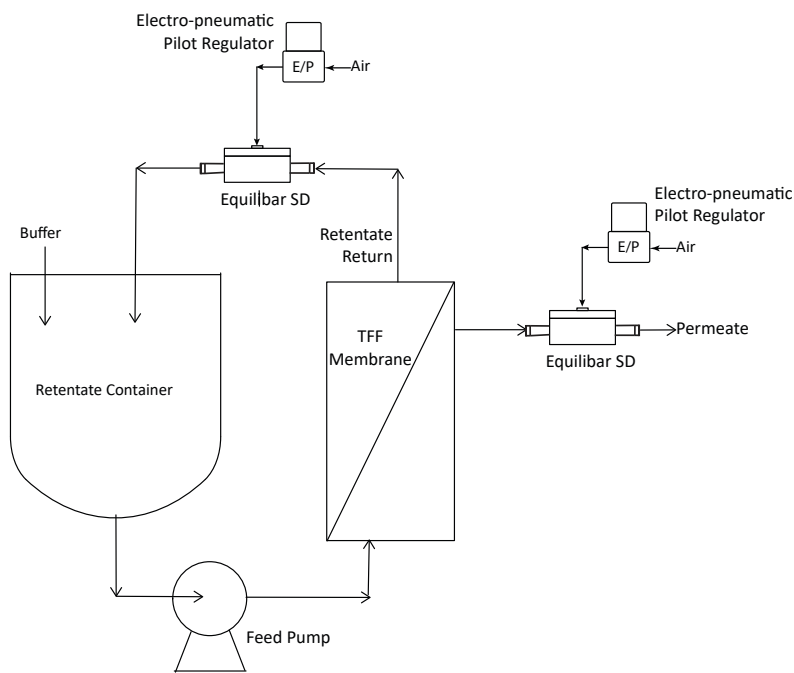 Electro-pneumatic
Pilot Regulator
E/P
Air
Equilibar SD
Electro-pneumatic
Pilot Regulator
E/P
Air
Buffer
Retentate
Return
TFF
Membrane
Permeate
Equilibar SD
Retentate Container
Feed Pump